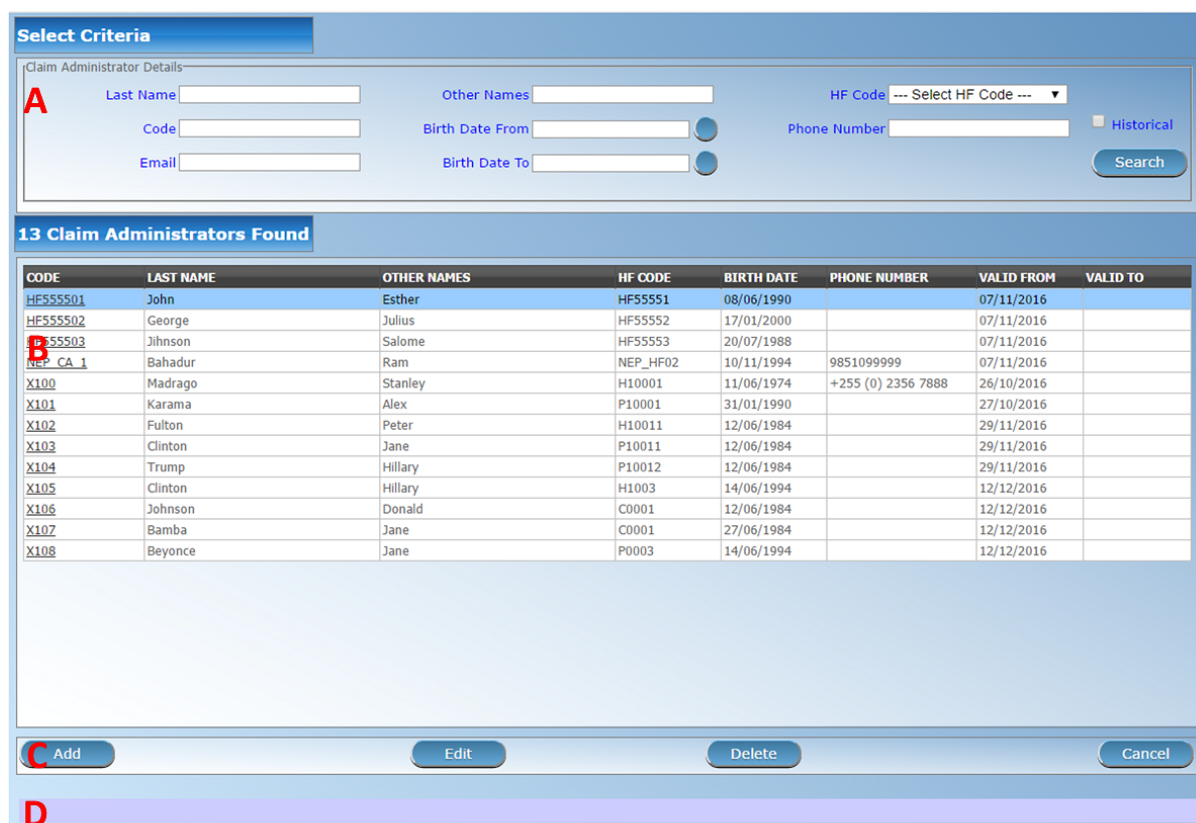 Select Criteria
Claim Administrator Details
A
Last Name Other Names HF Code --- Select HF Code ---
Code Birth Date From Phone Number Historical
Email Birth Date To Search
13 Claim Administrators Found
CODE LAST NAME OTHER NAMES HF CODE BIRTH DATE PHONE NUMBER VALID FROM VALID TO
HF555501 John Esther HF55551 08/06/1990 07/11/2016
HF555502 George Julius HF55552 17/01/2000 07/11/2016
HF555503 Jihnson Salome HF55553 20/07/1988 07/11/2016
B
NEP_CA_1 Bahadur Ram NEP_HF02 10/11/1994 9851099999 07/11/2016
X100 Madrago Stanley H10001 11/06/1974 +255 (0) 2356 7888 26/10/2016
X101 Karama Alex P10001 31/01/1990 27/10/2016
X102 Fulton Peter H10011 12/06/1984 29/11/2016
X103 Clinton Jane P10011 12/06/1984 29/11/2016
X104 Trump Hillary P10012 12/06/1984 29/11/2016
X105 Clinton Hillary H1003 14/06/1994 12/12/2016
X106 Johnson Donald C0001 12/06/1984 12/12/2016
X107 Bamba Jane C0001 27/06/1984 12/12/2016
X108 Beyonce Jane P0003 14/06/1994 12/12/2016
C Add Edit Delete Cancel
D